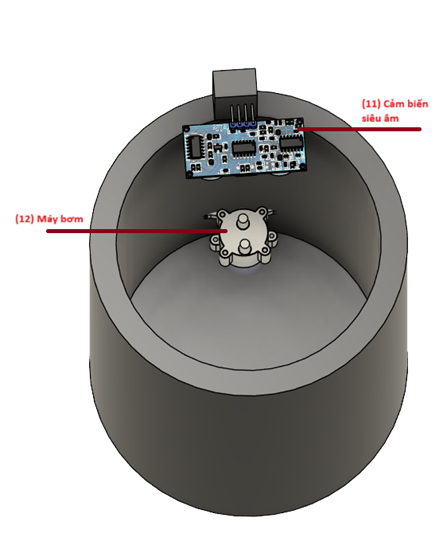 (11) Cảm biến
siêu âm
(12) Máy bơm